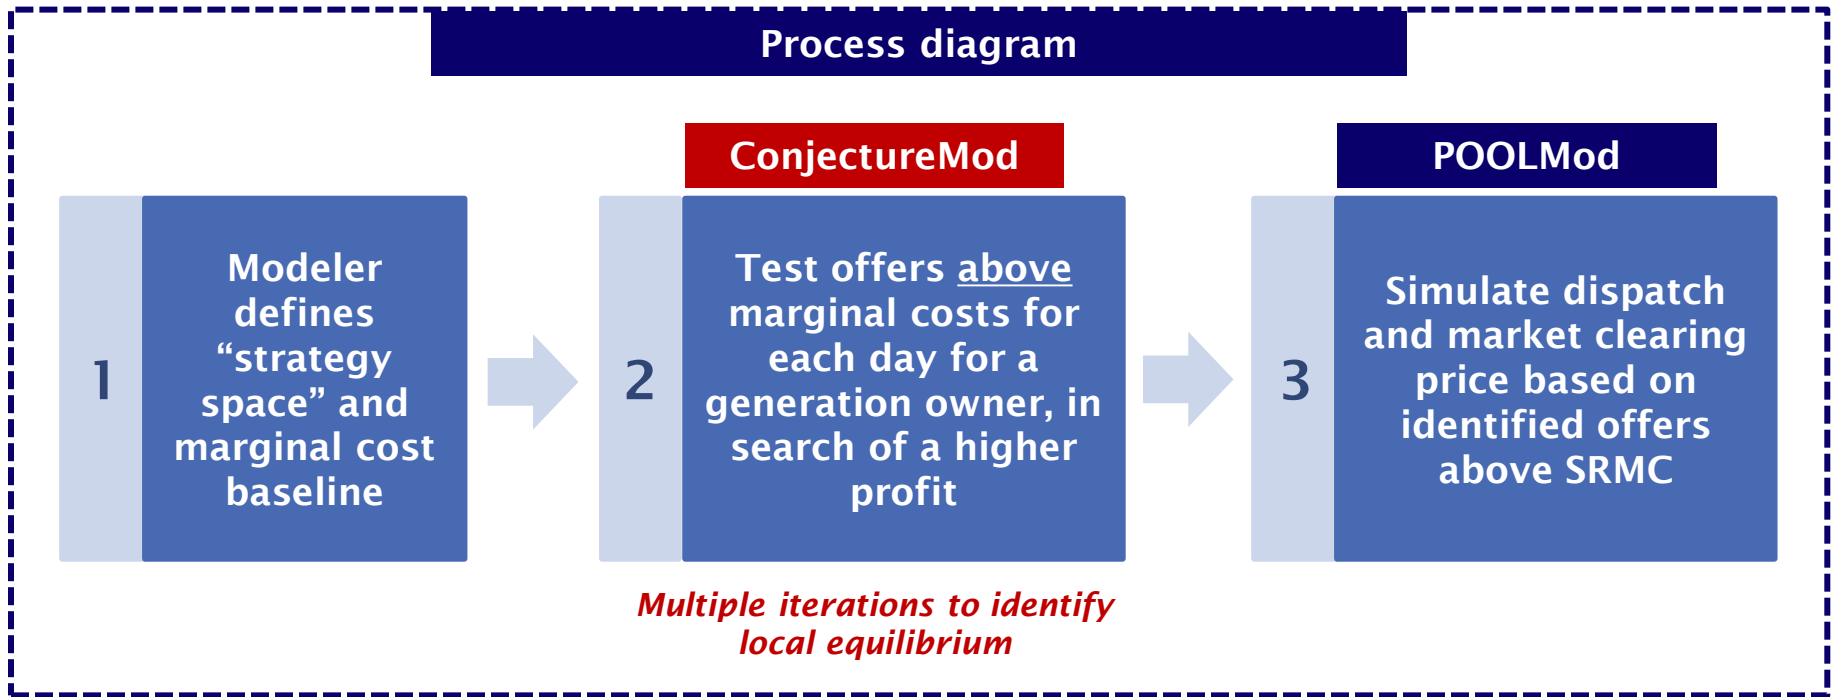 Process diagram
1
Modeler
defines
“strategy
space” and
marginal cost
baseline
ConjectureMod
2
Test offers above
marginal costs for
each day for a
generation owner, in
search of a higher
profit
Multiple iterations to identify
local equilibrium
POOLMod
3
Simulate dispatch
and market clearing
price based on
identified offers
above SRMC